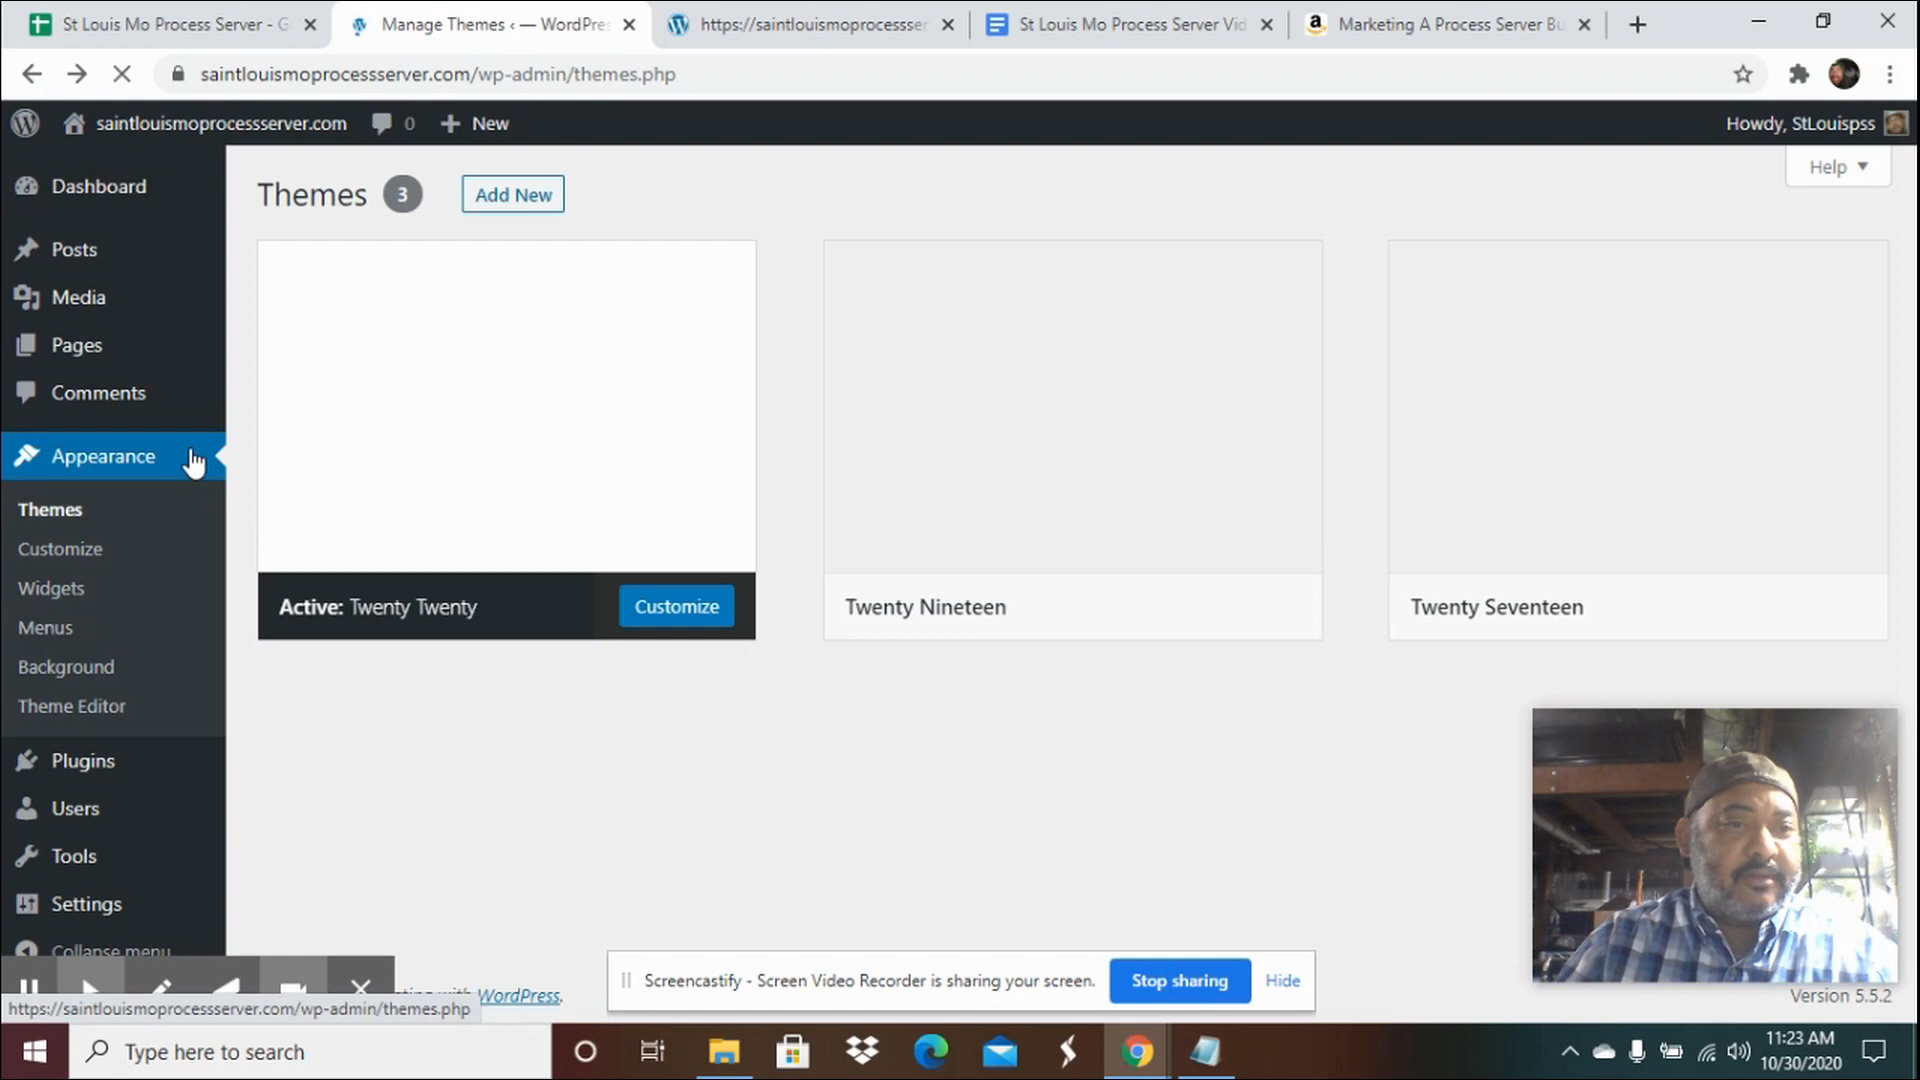 St Louis Mo Process Server - G
Manage Themes ‹ — WordPre
https://saintlouismoprocessser
St Louis Mo Process Server Vid
Marketing A Process Server Bu
saintlouismoprocessserver.com/wp-admin/themes.php
saintlouismoprocessserver.com
0
New
Howdy, StLouispss
Dashboard
Posts
Media
Pages
Comments
Appearance
Themes
Customize
Widgets
Menus
Background
Theme Editor
Plugins
Users
Tools
Settings
Collapse menu
Themes 3
Add New
Help
Active: Twenty Twenty
Customize
Twenty Nineteen
Twenty Seventeen
Screencastify - Screen Video Recorder is sharing your screen.
Stop sharing
Hide
ting with WordPress.
Version 5.5.2
https://saintlouismoprocessserver.com/wp-admin/themes.php
Type here to search
11:23 AM
10/30/2020